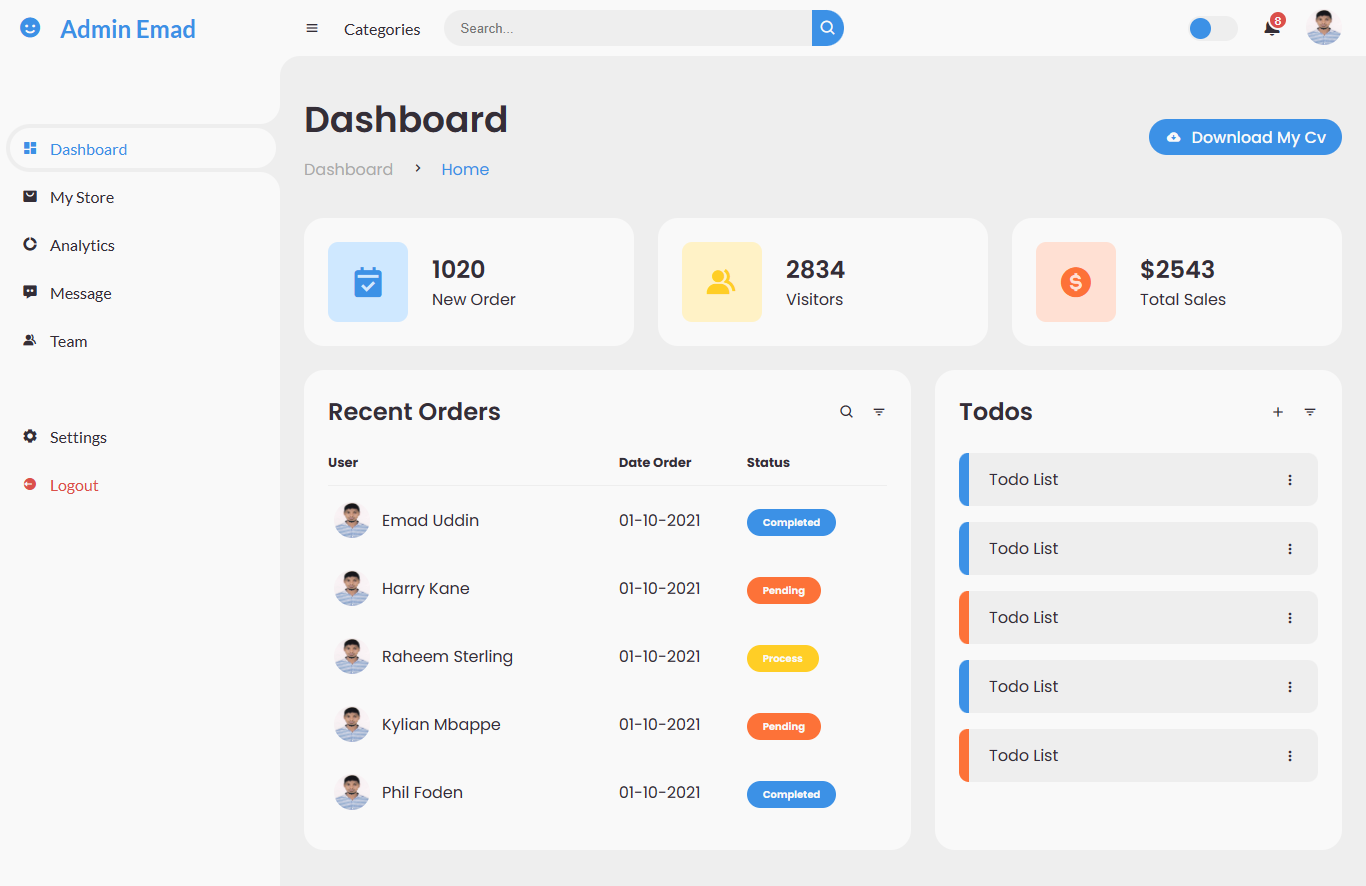 Admin Emad
Categories
Search...
8
Dashboard
My Store
Analytics
Message
Team
Settings
Logout
Dashboard
Dashboard Home
Download My Cv
1020
New Order
2834
Visitors
$2543
Total Sales
Recent Orders
User Date Order Status
Emad Uddin 01-10-2021 Completed
Harry Kane 01-10-2021 Pending
Raheem Sterling 01-10-2021 Process
Kylian Mbappe 01-10-2021 Pending
Phil Foden 01-10-2021 Completed
Todos
Todo List
Todo List
Todo List
Todo List
Todo List